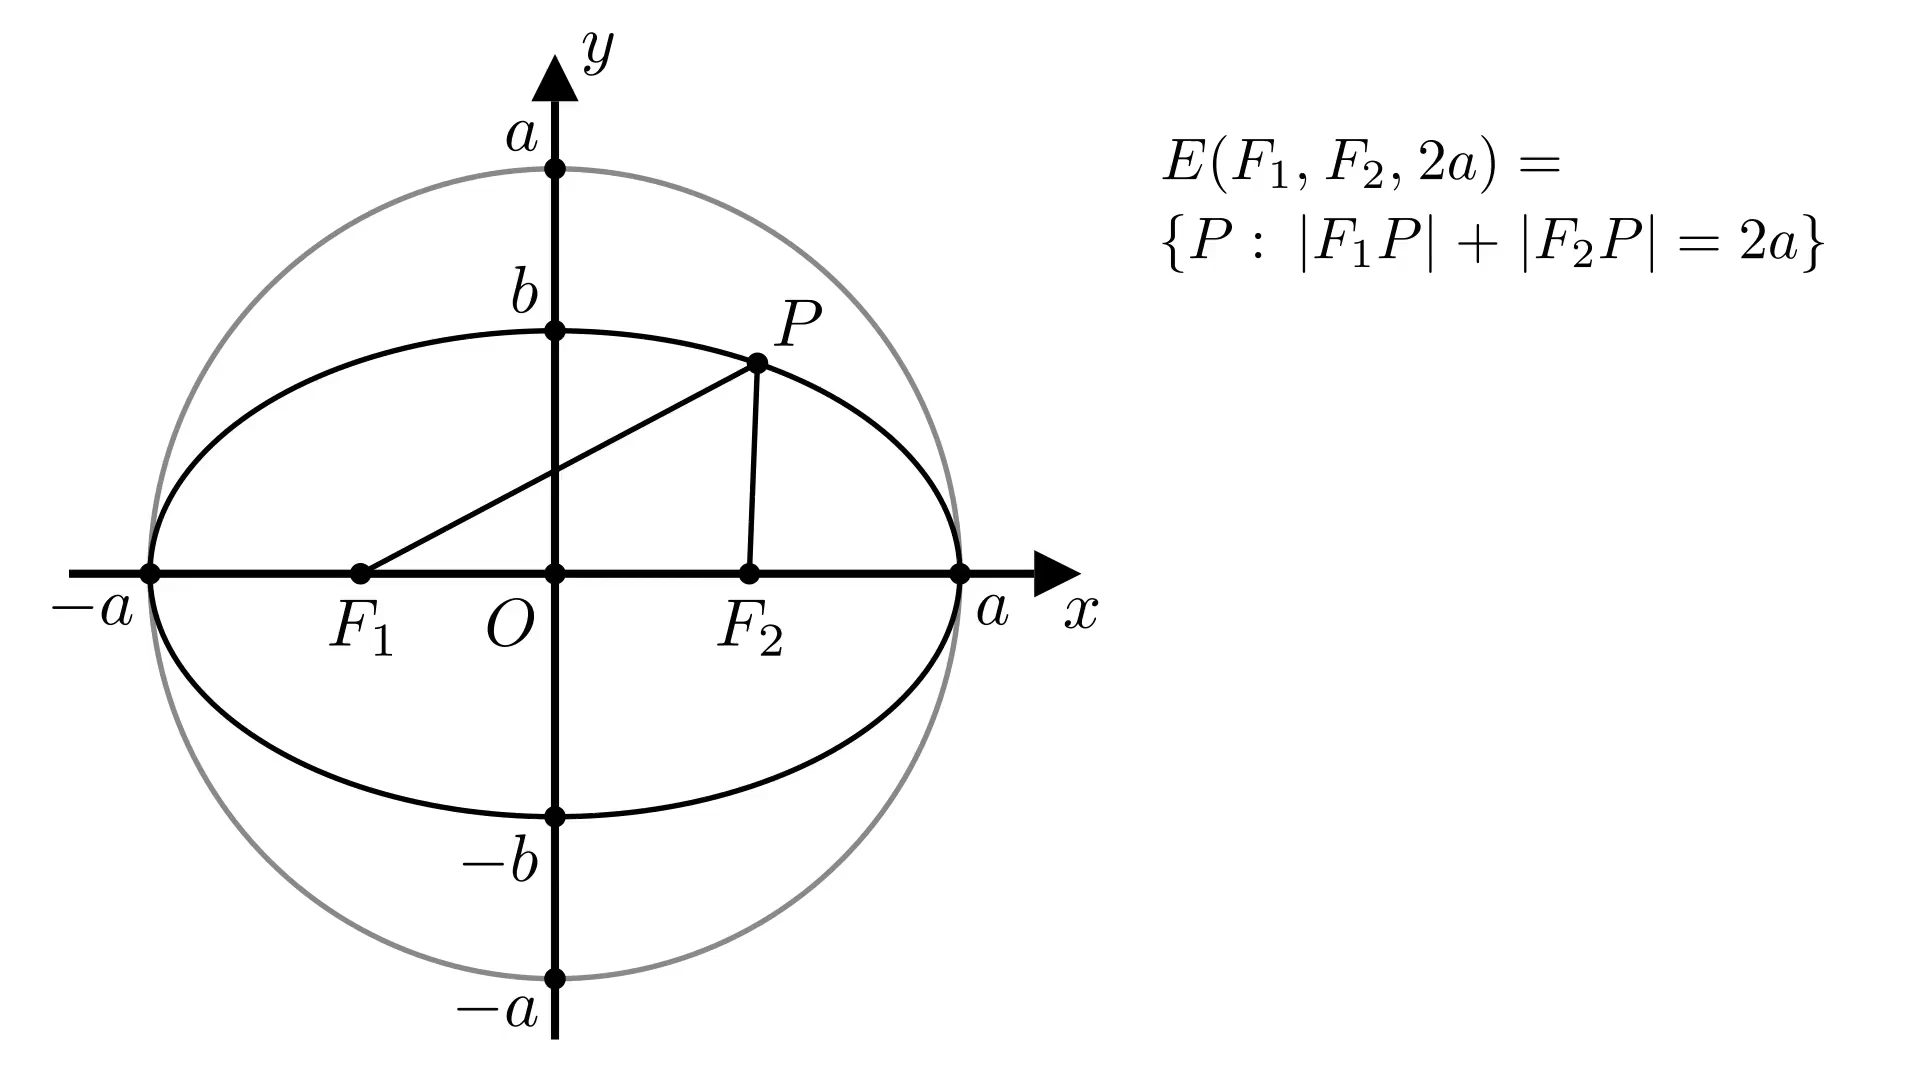 y
a
E(F₁, F₂, 2a) =
{P : |F₁P| + |F₂P| = 2a}
b
P
−a
F₁
O
F₂
a
x
−b
−a